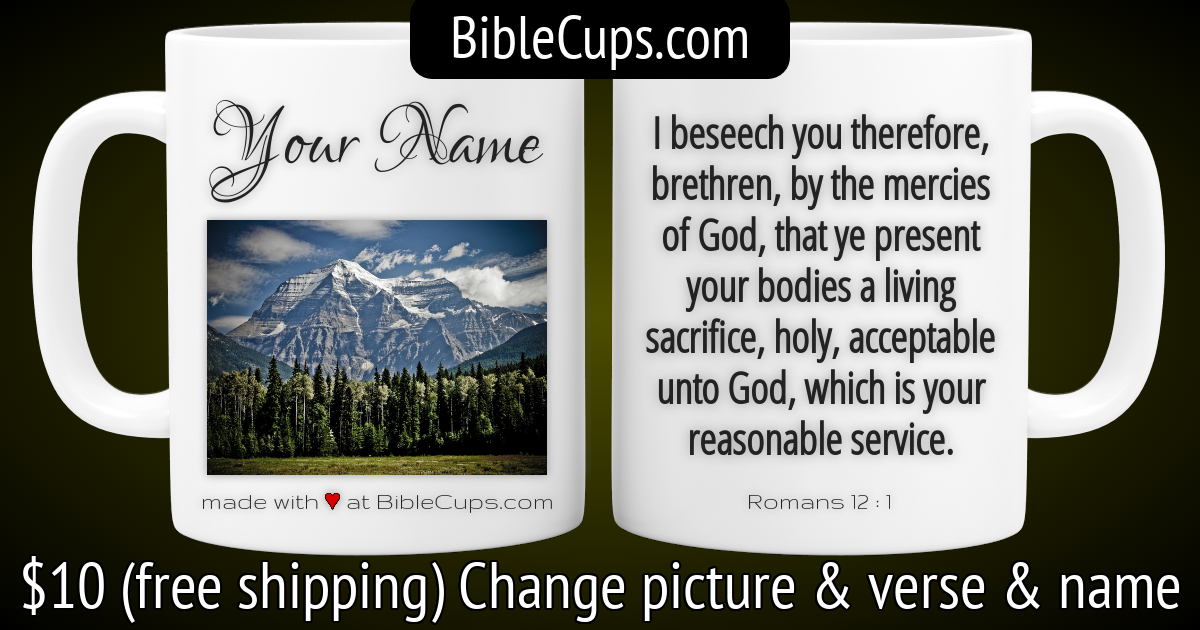 BibleCups.com
Your Name
made with ❤ at BibleCups.com
I beseech you therefore,
brethren, by the mercies
of God, that ye present
your bodies a living
sacrifice, holy, acceptable
unto God, which is your
reasonable service.
Romans 12 : 1
$10 (free shipping) Change picture & verse & name